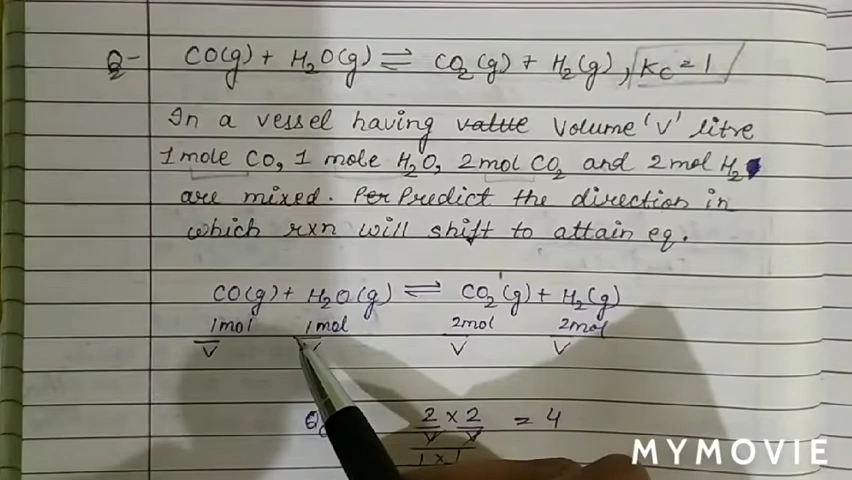 Q- CO(g) + H₂O(g) ⇌ CO₂(g) + H₂(g), Kc = 1
In a vessel having value Volume 'V' litre
1 mole CO, 1 mole H₂O, 2 mol CO₂ and 2 mol H₂
are mixed. Per Predict the direction in
which rxn will shift to attain eq.
CO(g) + H₂O(g) ⇌ CO₂(g) + H₂(g)
1mol 1mol 2mol 2mol
V V V V
2 × 2 = 4
V V
1 × 1
MYMOVIE